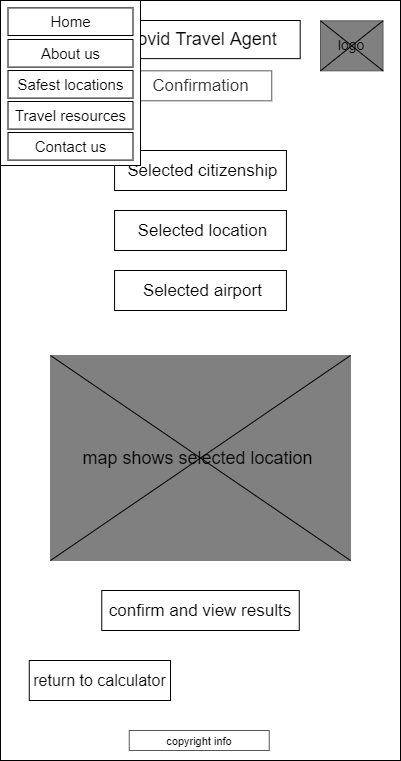 Home
About us
Safest locations
Travel resources
Contact us
ovid Travel Agent
logo
Confirmation
Selected citizenship
Selected location
Selected airport
map shows selected location
confirm and view results
return to calculator
copyright info